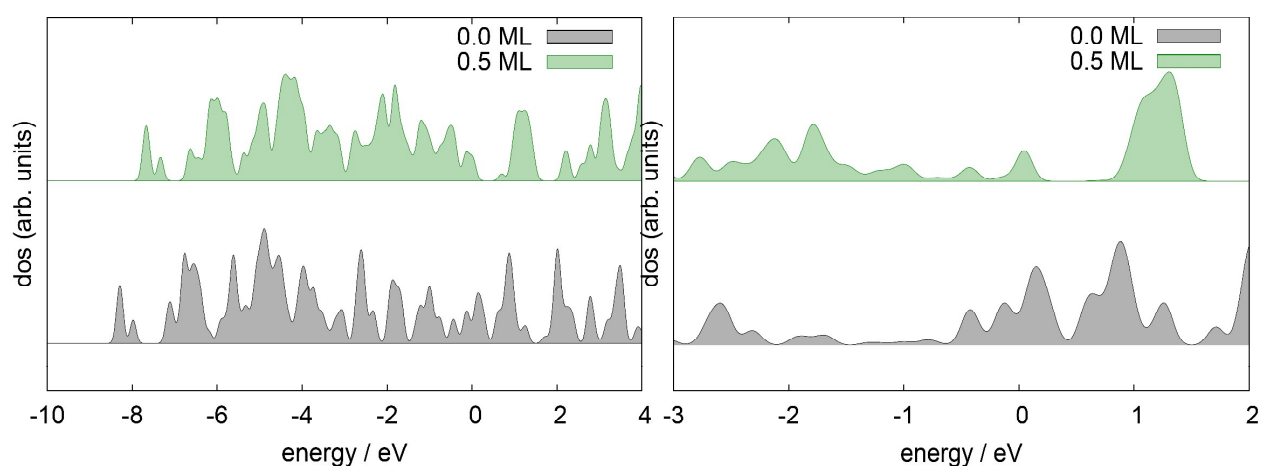 0.0 ML
0.5 ML
dos (arb. units)
-10 -8 -6 -4 -2 0 2 4
energy / eV
0.0 ML
0.5 ML
dos (arb. units)
-3 -2 -1 0 1 2
energy / eV